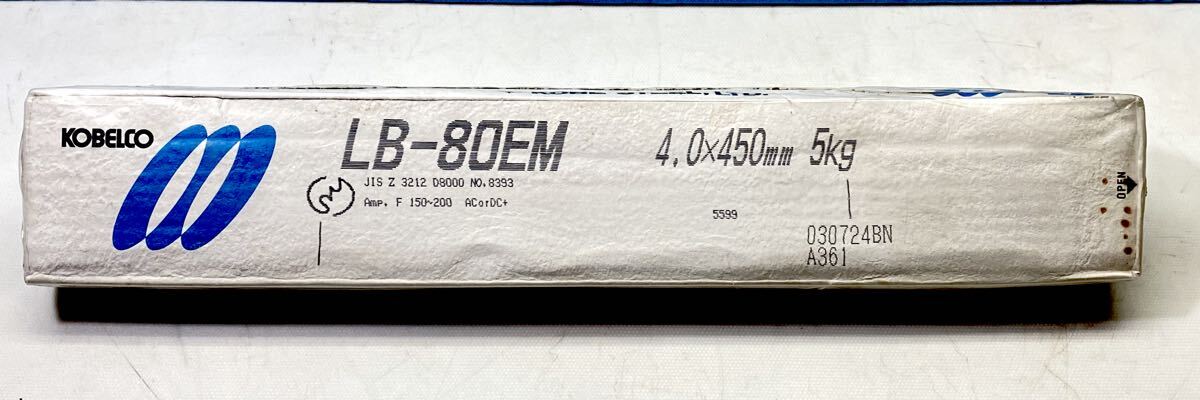 KOBELCO
LB-80EM
4.0×450mm 5kg
JIS Z 3212 D8000 NO.8393
Amp. F 150~200 ACorDC+
5599
030724BN
A361
OPEN